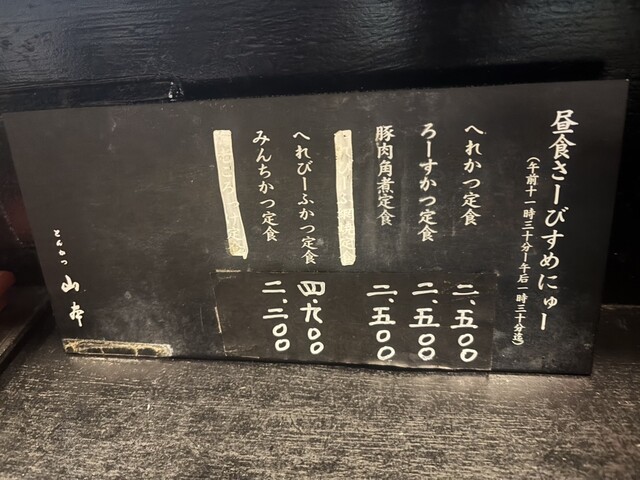 昼食さーびすめにゅー
(午前十一時三十分ー午后一時三十分迄)
へれかつ定食 二、五〇〇
ろーすかつ定食 二、五〇〇
豚肉角煮定食 二、五〇〇
へれびーふかつ定食 四、九〇〇
みんちかつ定食 二、二〇〇
とんかつ 山本